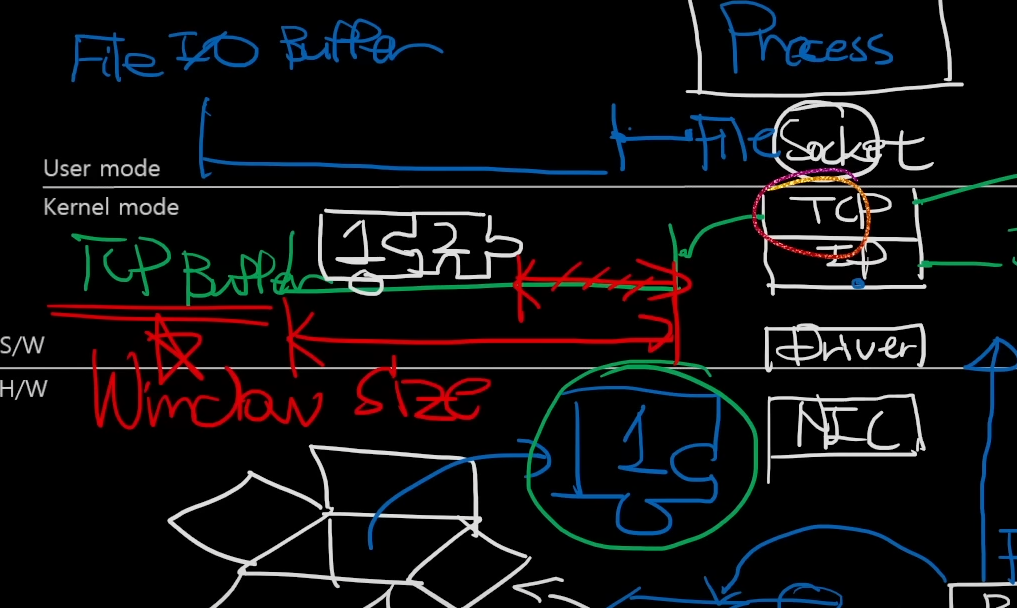 File I/O Buffer
Process
File
Socket
User mode
Kernel mode
TCP
IP
TCP Buffer
1
2
S/W
Driver
H/W
Window Size
1
NIC